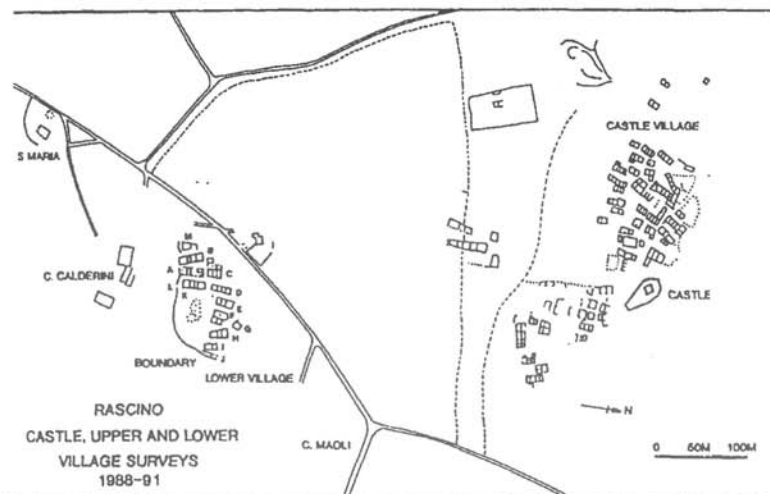 S MARIA
CASTLE VILLAGE
C. CALDERINI
M
B
A
C
L
K
D
E
F
G
H
I
J
D
CASTLE
BOUNDARY
LOWER VILLAGE
N
RASCINO
CASTLE, UPPER AND LOWER
VILLAGE SURVEYS
1988-91
C. MAOLI
0 50M 100M